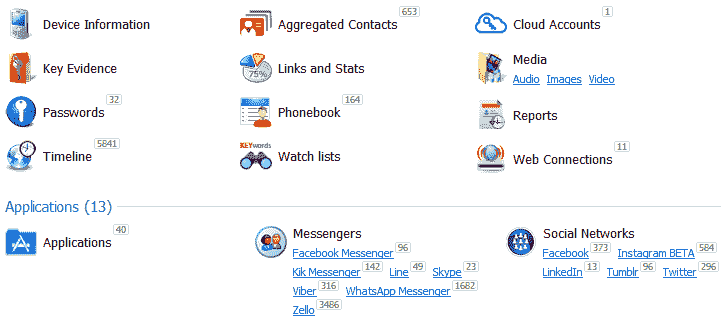 Device Information
Aggregated Contacts 653
Cloud Accounts 1
Key Evidence
75%
Links and Stats
Media
Audio Images Video
Passwords 32
Phonebook 164
Reports
Timeline 5841
KEYwords
Watch lists
Web Connections 11
Applications (13)
Applications 40
Messengers
Facebook Messenger 96
Kik Messenger 142 Line 49 Skype 23
Viber 316 WhatsApp Messenger 1682
Zello 3486
Social Networks
Facebook 373 Instagram BETA 584
LinkedIn 13 Tumblr 96 Twitter 296